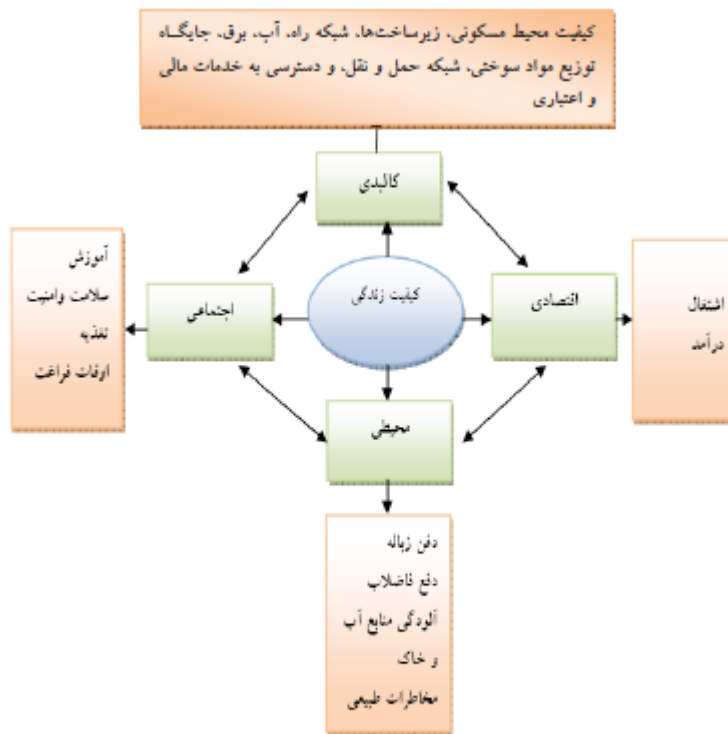 کیفیت محیط مسکونی، زیرساخت‌ها، شبکه راه، آب، برق، جایگاه
توزیع مواد سوختی، شبکه حمل و نقل، و دسترسی به خدمات مالی
و اعتباری
کالبدی
آموزش
سلامت وامنیت
تغذیه
اوقات فراغت
اجتماعی
کیفیت زندگی
اقتصادی
اشتغال
درآمد
محیطی
دفن زباله
دفع فاضلاب
آلودگی منابع آب
و خاک
مخاطرات طبیعی